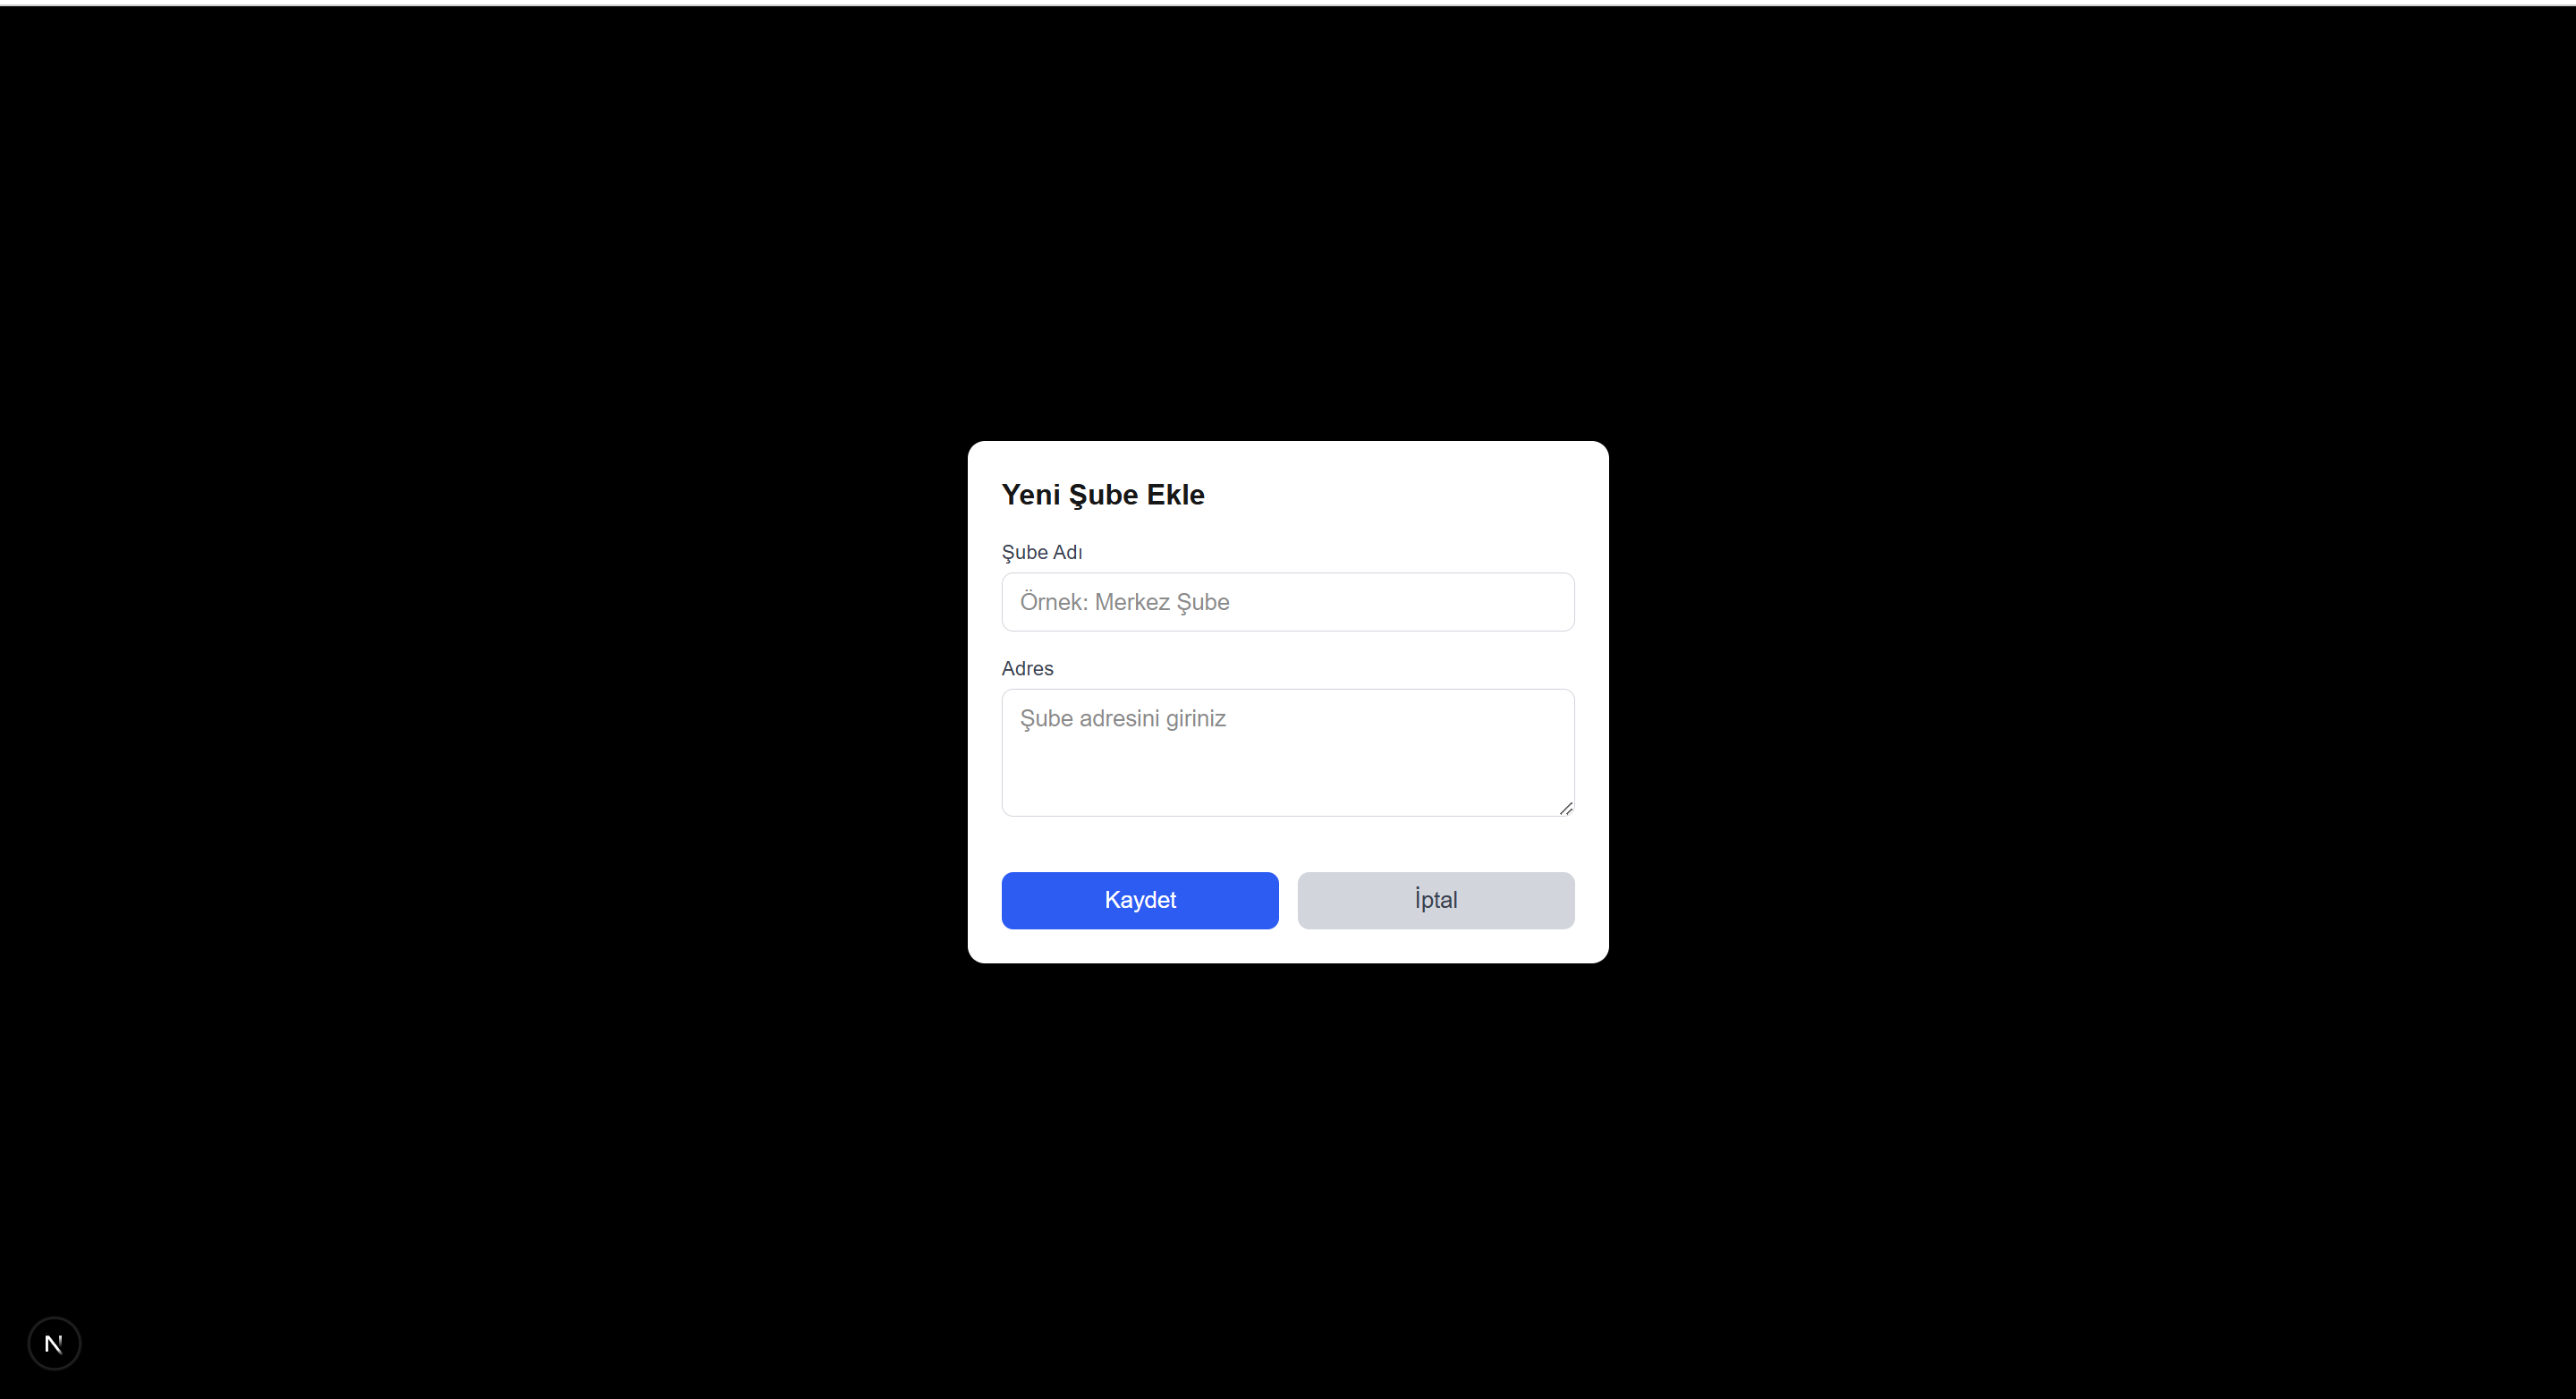 Yeni Şube Ekle
Şube Adı
Örnek: Merkez Şube
Adres
Şube adresini giriniz
Kaydet
İptal
N